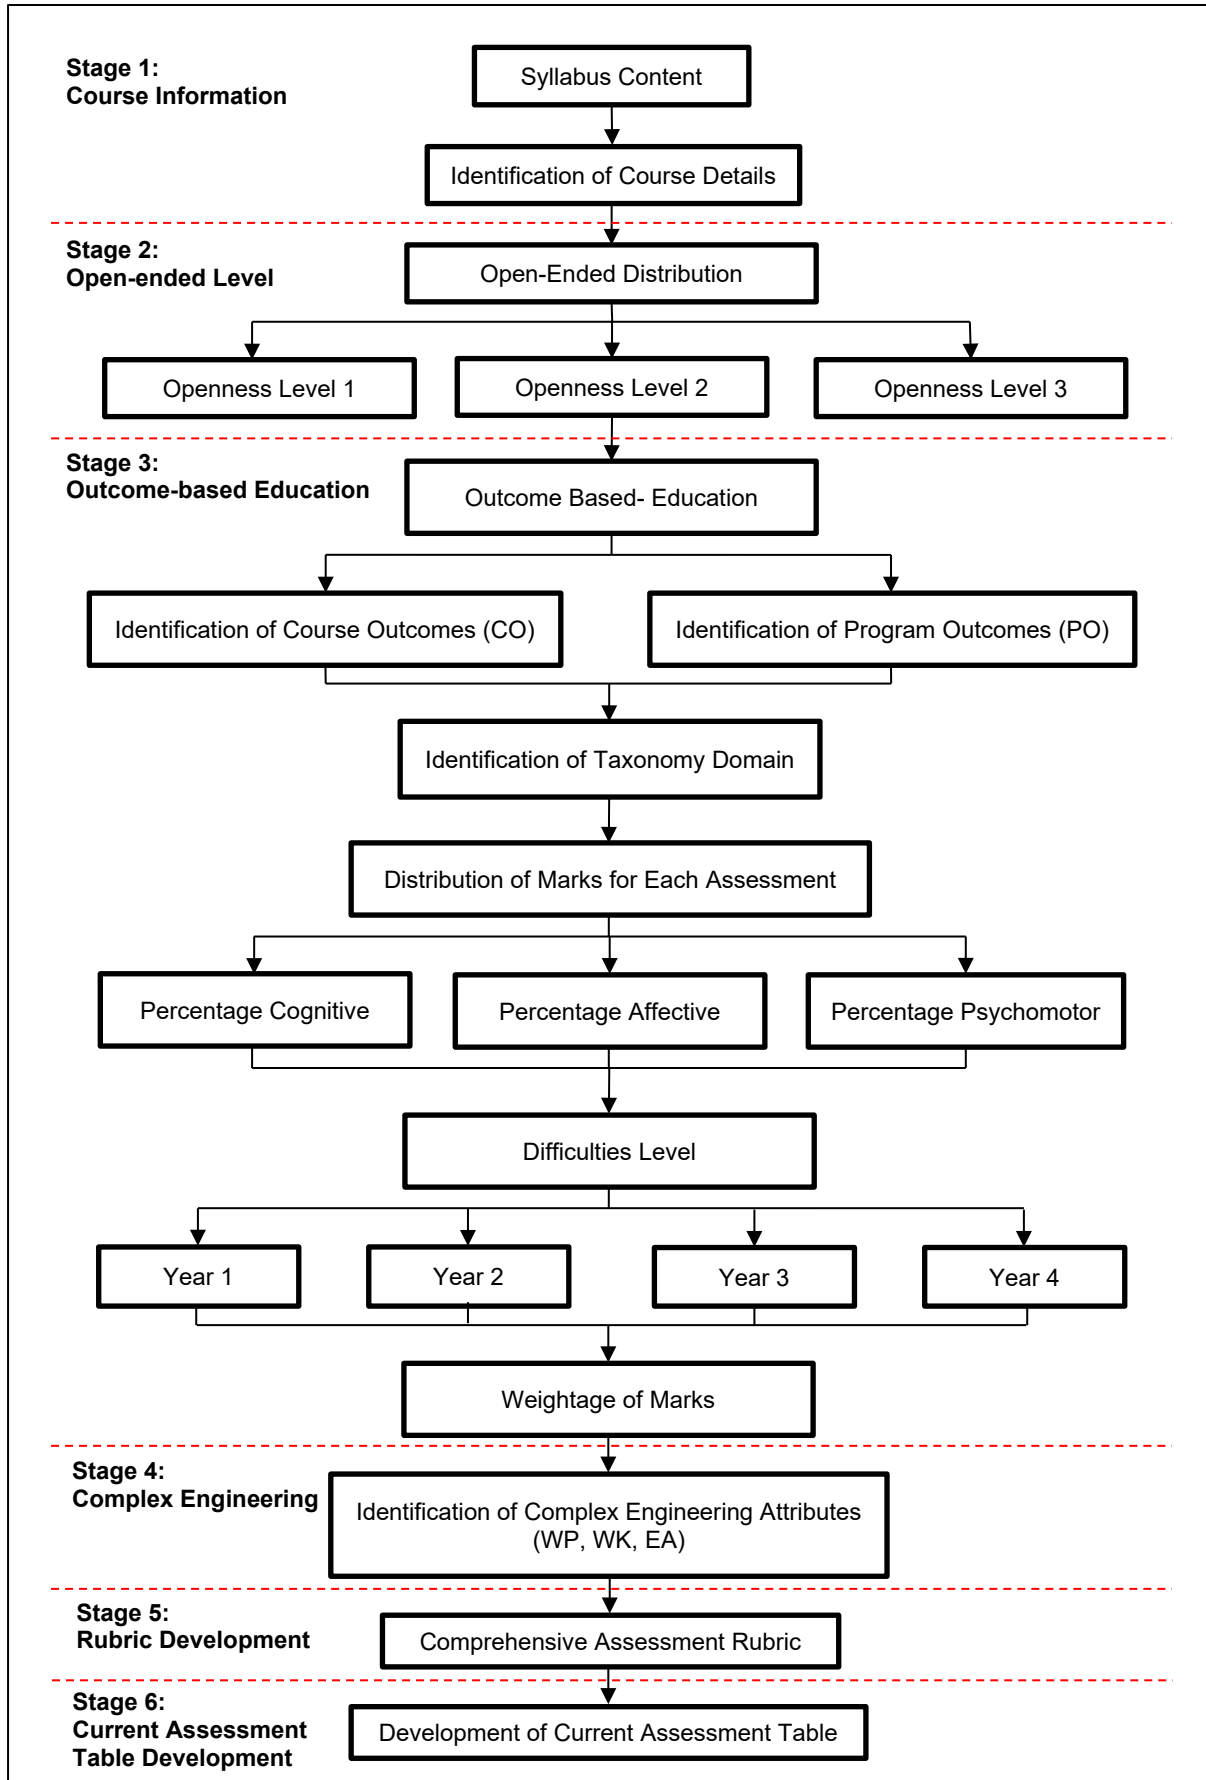 Stage 1:
Course Information
Syllabus Content
Identification of Course Details
Stage 2:
Open-ended Level
Open-Ended Distribution
Openness Level 1
Openness Level 2
Openness Level 3
Stage 3:
Outcome-based Education
Outcome Based- Education
Identification of Course Outcomes (CO)
Identification of Program Outcomes (PO)
Identification of Taxonomy Domain
Distribution of Marks for Each Assessment
Percentage Cognitive
Percentage Affective
Percentage Psychomotor
Difficulties Level
Year 1
Year 2
Year 3
Year 4
Weightage of Marks
Stage 4:
Complex Engineering
Identification of Complex Engineering Attributes
(WP, WK, EA)
Stage 5:
Rubric Development
Comprehensive Assessment Rubric
Stage 6:
Current Assessment
Table Development
Development of Current Assessment Table